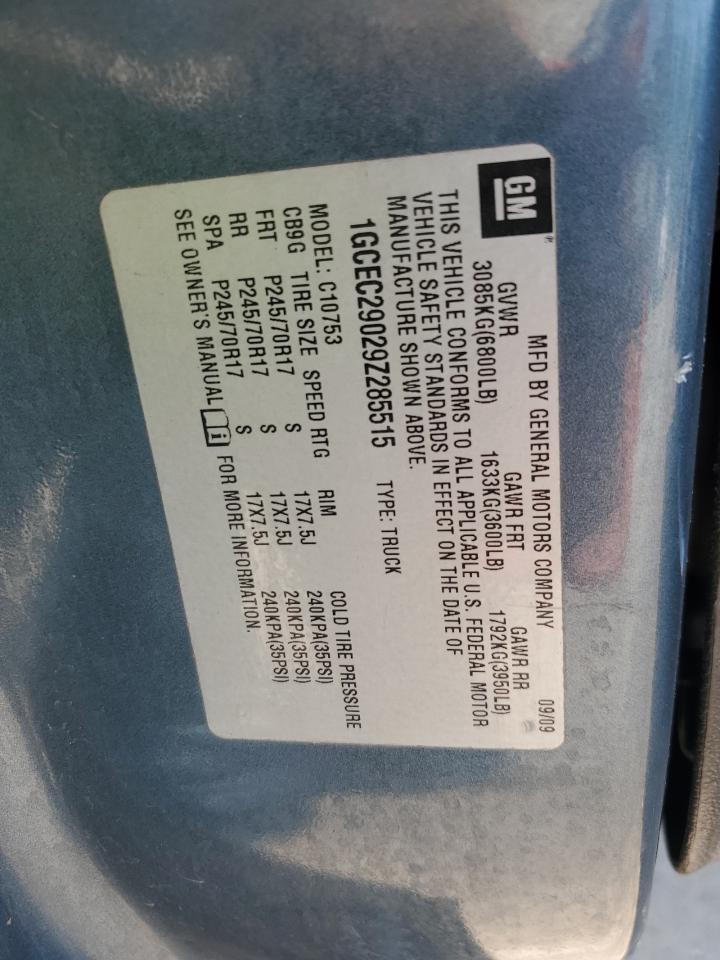 GM®
MFD BY GENERAL MOTORS COMPANY 09/09
GVWR GAWR FRT GAWR RR
3085KG(6800LB) 1633KG(3600LB) 1792KG(3950LB)
THIS VEHICLE CONFORMS TO ALL APPLICABLE U.S. FEDERAL MOTOR
VEHICLE SAFETY STANDARDS IN EFFECT ON THE DATE OF
MANUFACTURE SHOWN ABOVE.
1GCEC29029Z285515 TYPE: TRUCK
MODEL: C10753
CB9G TIRE SIZE SPEED RTG RIM COLD TIRE PRESSURE
FRT P245/70R17 S 17X7.5J 240KPA(35PSI)
RR P245/70R17 S 17X7.5J 240KPA(35PSI)
SPA P245/70R17 S 17X7.5J 240KPA(35PSI)
SEE OWNER'S MANUAL i FOR MORE INFORMATION.